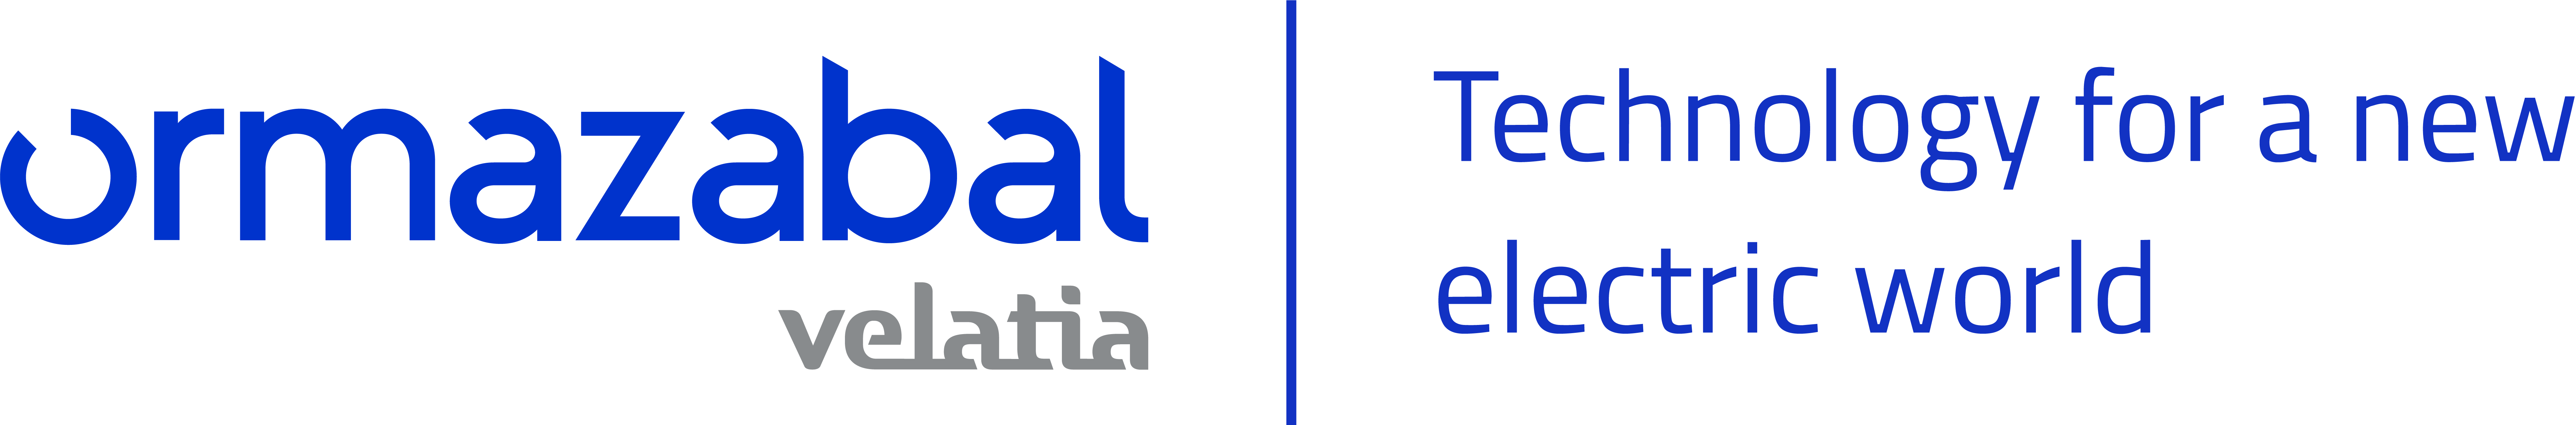 ormazabal
velatia
Technology for a new
electric world